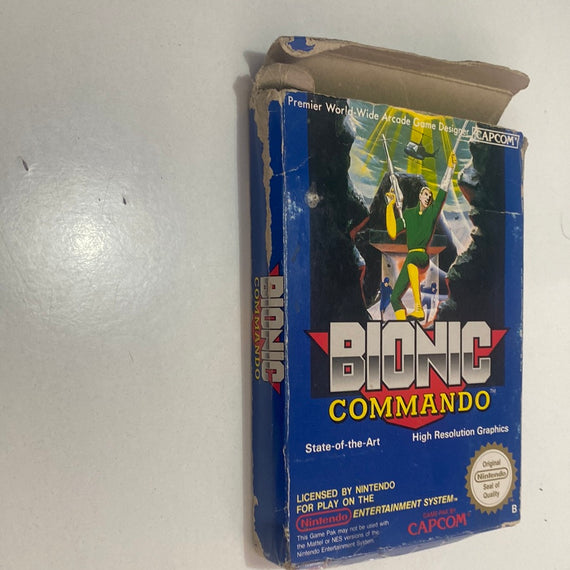 Premier World-Wide Arcade Game Designer CAPCOM
BIONIC
COMMANDO™
State-of-the-Art High Resolution Graphics
LICENSED BY NINTENDO
FOR PLAY ON THE
Nintendo ENTERTAINMENT SYSTEM™
This Game Pak may not be used with
the Mattel or NES versions of the
Nintendo Entertainment System.
GAME PAK BY
CAPCOM
Original
Nintendo
Seal of
Quality
B
BIONIC
COMMANDO